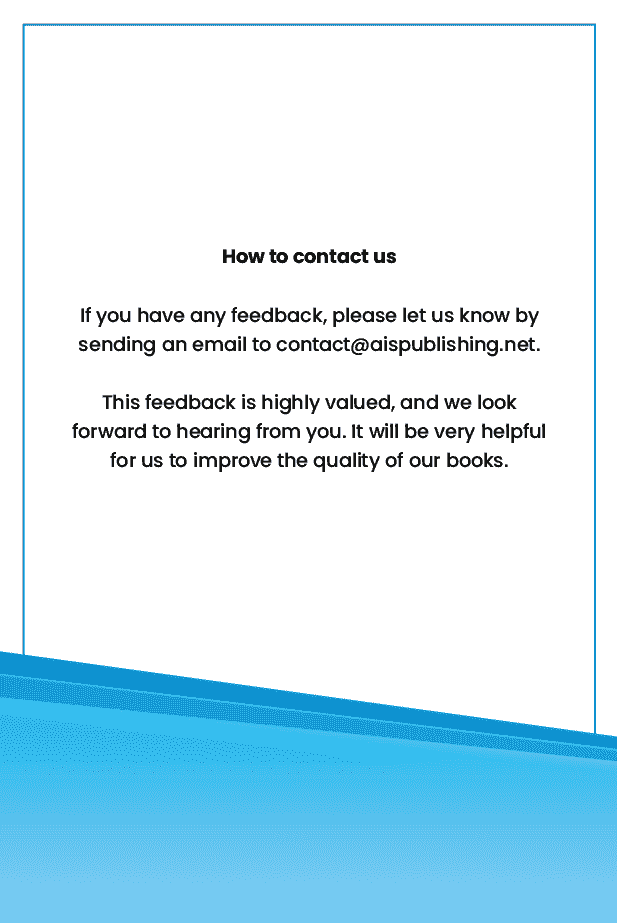 How to contact us
If you have any feedback, please let us know by
sending an email to contact@aispublishing.net.
This feedback is highly valued, and we look
forward to hearing from you. It will be very helpful
for us to improve the quality of our books.